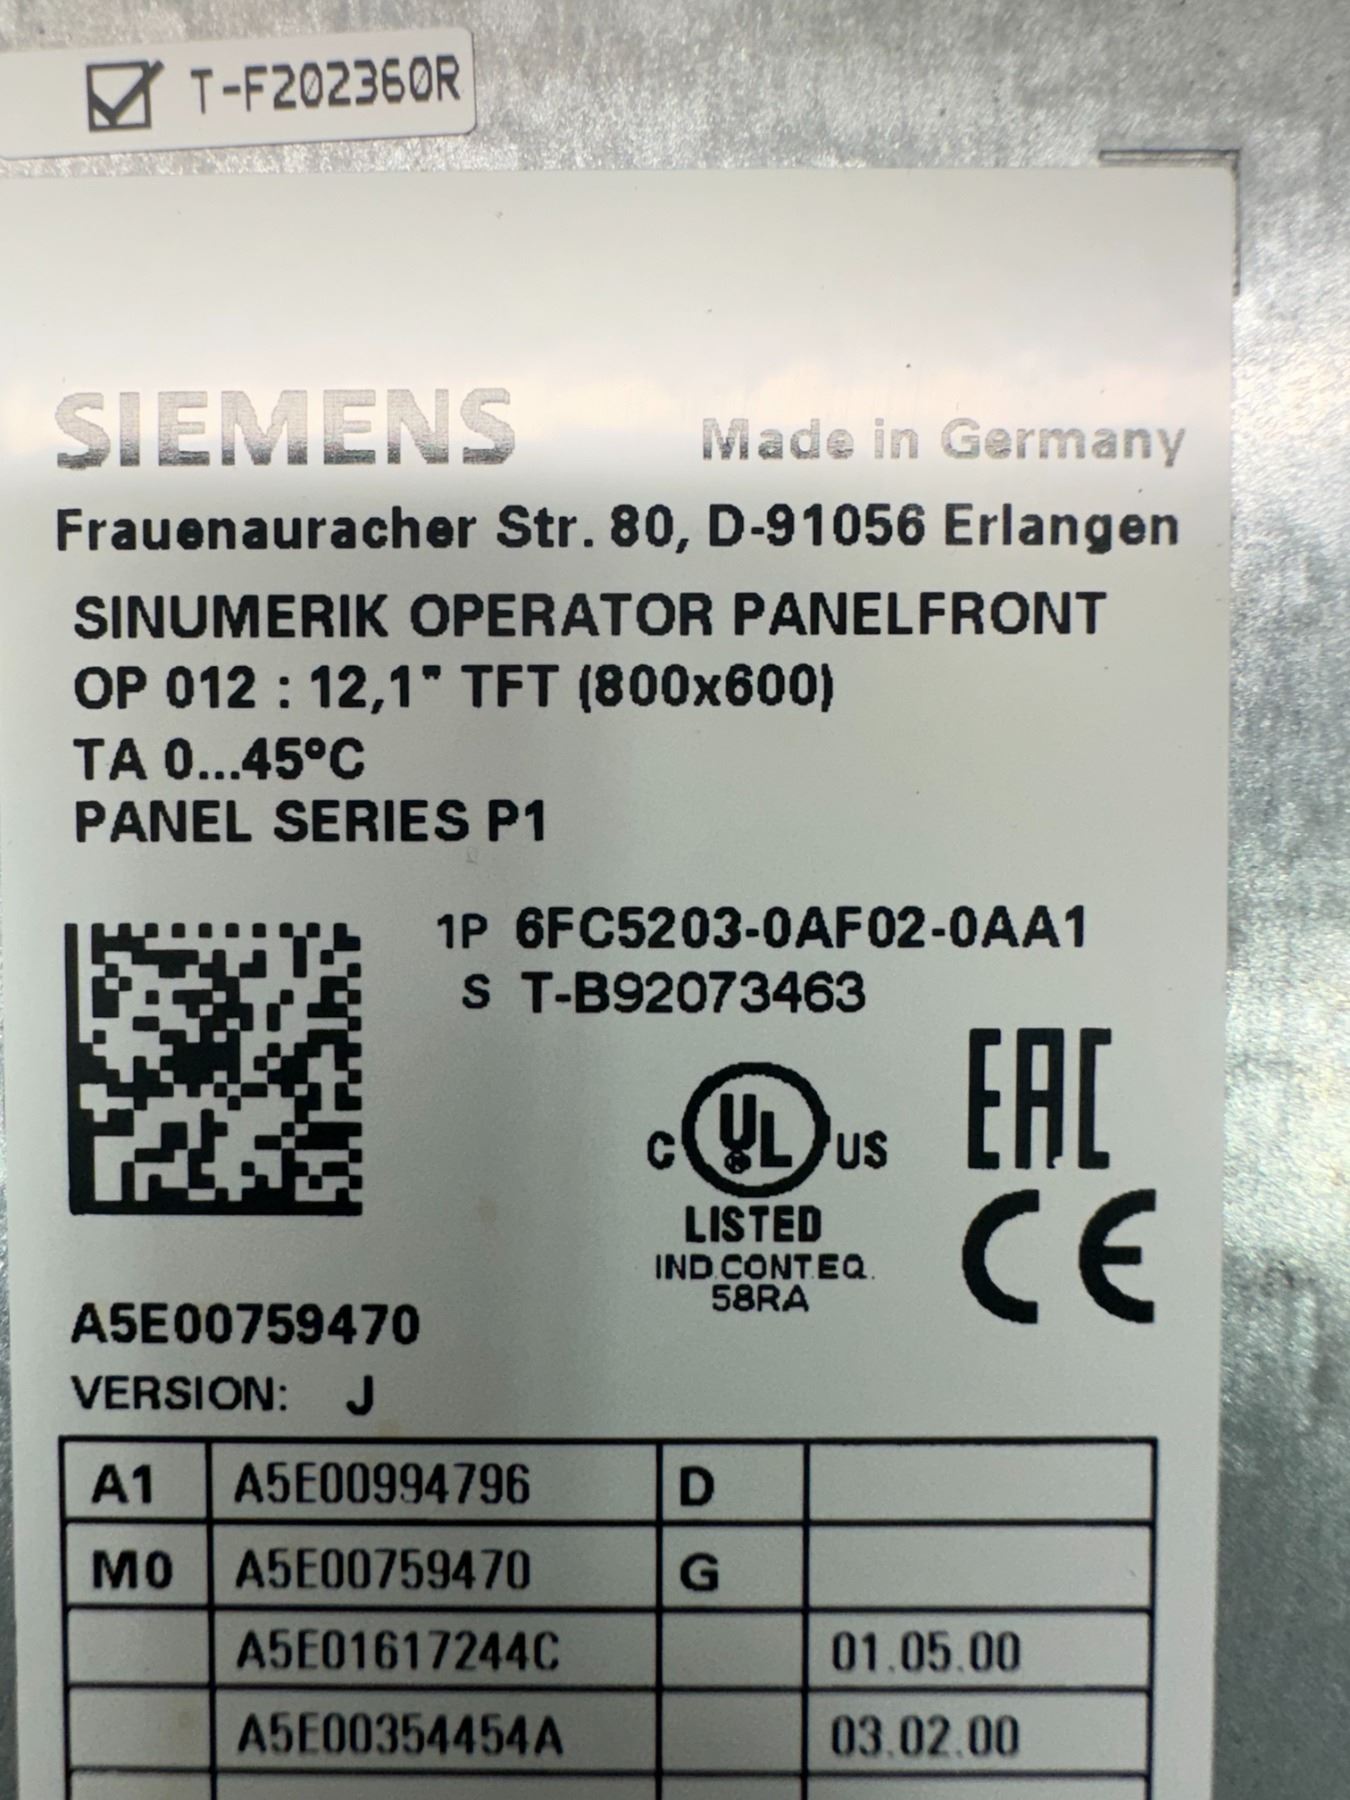 T-F202360R
SIEMENS Made in Germany
Frauenauracher Str. 80, D-91056 Erlangen
SINUMERIK OPERATOR PANELFRONT
OP 012 : 12,1" TFT (800x600)
TA 0...45°C
PANEL SERIES P1
1P 6FC5203-0AF02-0AA1
S T-B92073463
C UL US
LISTED
IND.CONT.EQ.
58RA
EAC
CE
A5E00759470
VERSION: J
A1 A5E00994796 D
M0 A5E00759470 G
A5E01617244C 01.05.00
A5E00354454A 03.02.00